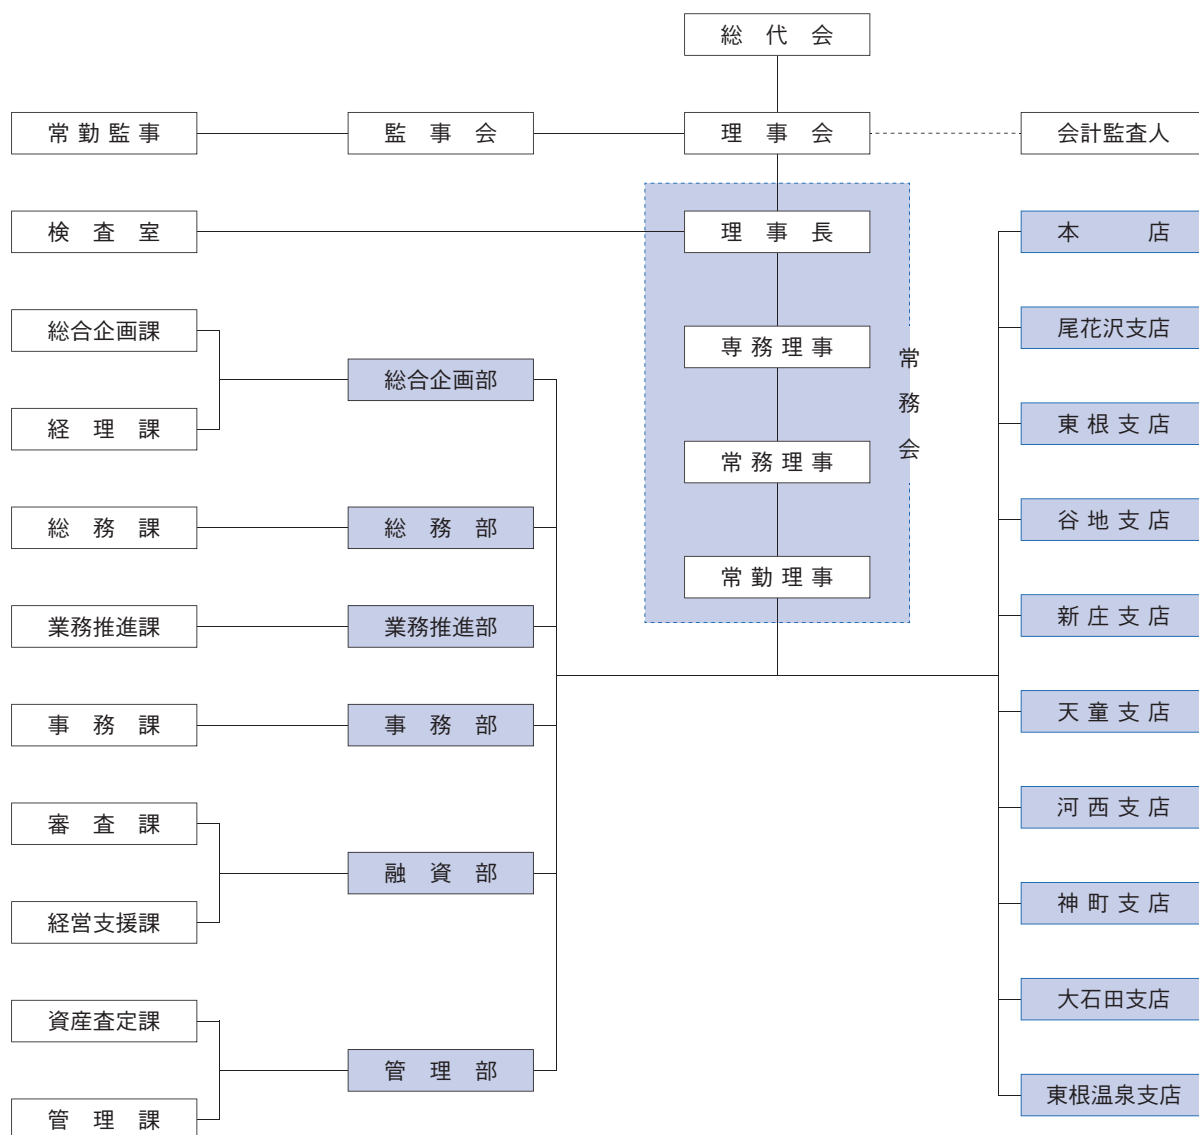 総代会
常勤監事
監事会
理事会
会計監査人
検査室
理事長
本店
総合企画課
尾花沢支店
専務理事
常務会
総合企画部
経理課
東根支店
常務理事
総務課
総務部
谷地支店
常勤理事
業務推進課
業務推進部
新庄支店
事務課
事務部
天童支店
審査課
河西支店
融資部
経営支援課
神町支店
資産査定課
大石田支店
管理部
管理課
東根温泉支店